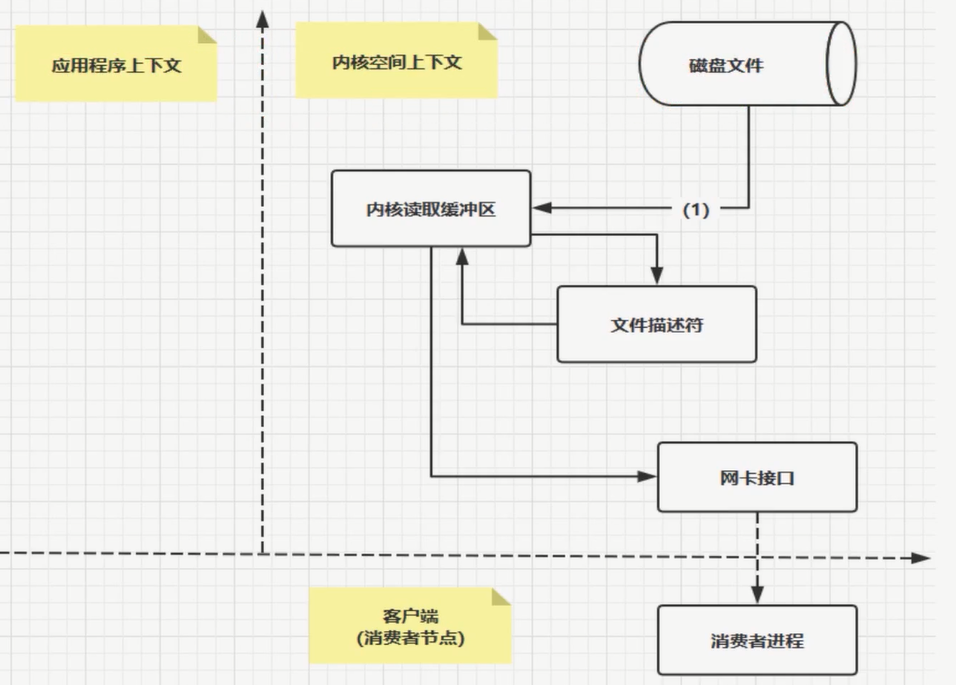 应用程序上下文
内核空间上下文
磁盘文件
内核读取缓冲区
(1)
文件描述符
网卡接口
客户端
(消费者节点)
消费者进程